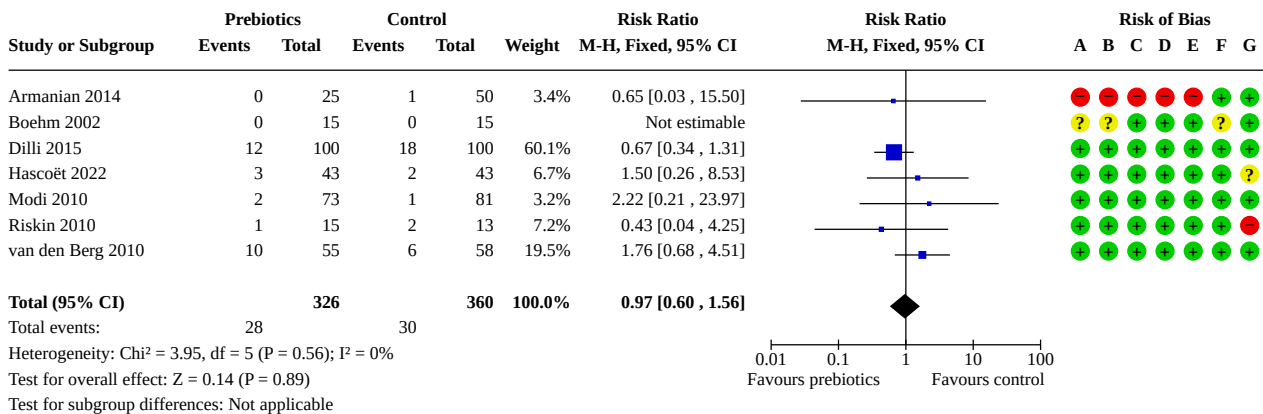 Prebiotics Control Risk Ratio Risk Ratio Risk of Bias
Study or Subgroup Events Total Events Total Weight M-H, Fixed, 95% CI M-H, Fixed, 95% CI A B C D E F G
Armanian 2014 0 25 1 50 3.4% 0.65 [0.03 , 15.50] − − − − − + +
Boehm 2002 0 15 0 15 Not estimable ? ? + + + ? +
Dilli 2015 12 100 18 100 60.1% 0.67 [0.34 , 1.31] + + + + + + +
Hascoët 2022 3 43 2 43 6.7% 1.50 [0.26 , 8.53] + + + + + + ?
Modi 2010 2 73 1 81 3.2% 2.22 [0.21 , 23.97] + + + + + + +
Riskin 2010 1 15 2 13 7.2% 0.43 [0.04 , 4.25] + + + + + + −
van den Berg 2010 10 55 6 58 19.5% 1.76 [0.68 , 4.51] + + + + + + +
Total (95% CI) 326 360 100.0% 0.97 [0.60 , 1.56]
Total events: 28 30
Heterogeneity: Chi² = 3.95, df = 5 (P = 0.56); I² = 0% 0.01 0.1 1 10 100
Test for overall effect: Z = 0.14 (P = 0.89) Favours prebiotics Favours control
Test for subgroup differences: Not applicable